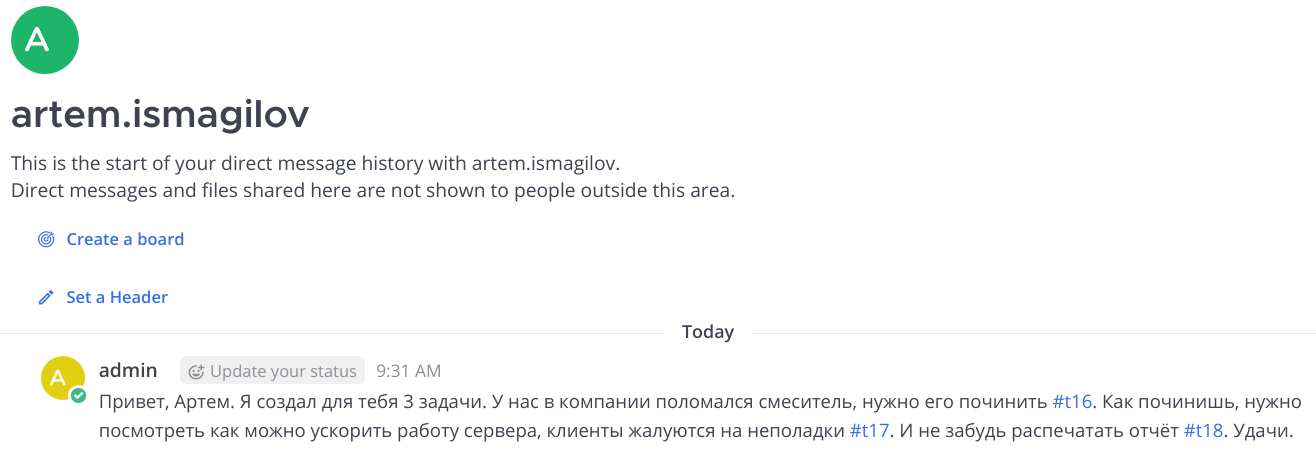 A
artem.ismagilov
This is the start of your direct message history with artem.ismagilov.
Direct messages and files shared here are not shown to people outside this area.
Create a board
Set a Header
Today
A admin Update your status 9:31 AM
Привет, Артем. Я создал для тебя 3 задачи. У нас в компании поломался смеситель, нужно его починить #t16. Как починишь, нужно
посмотреть как можно ускорить работу сервера, клиенты жалуются на неполадки #t17. И не забудь распечатать отчёт #t18. Удачи.